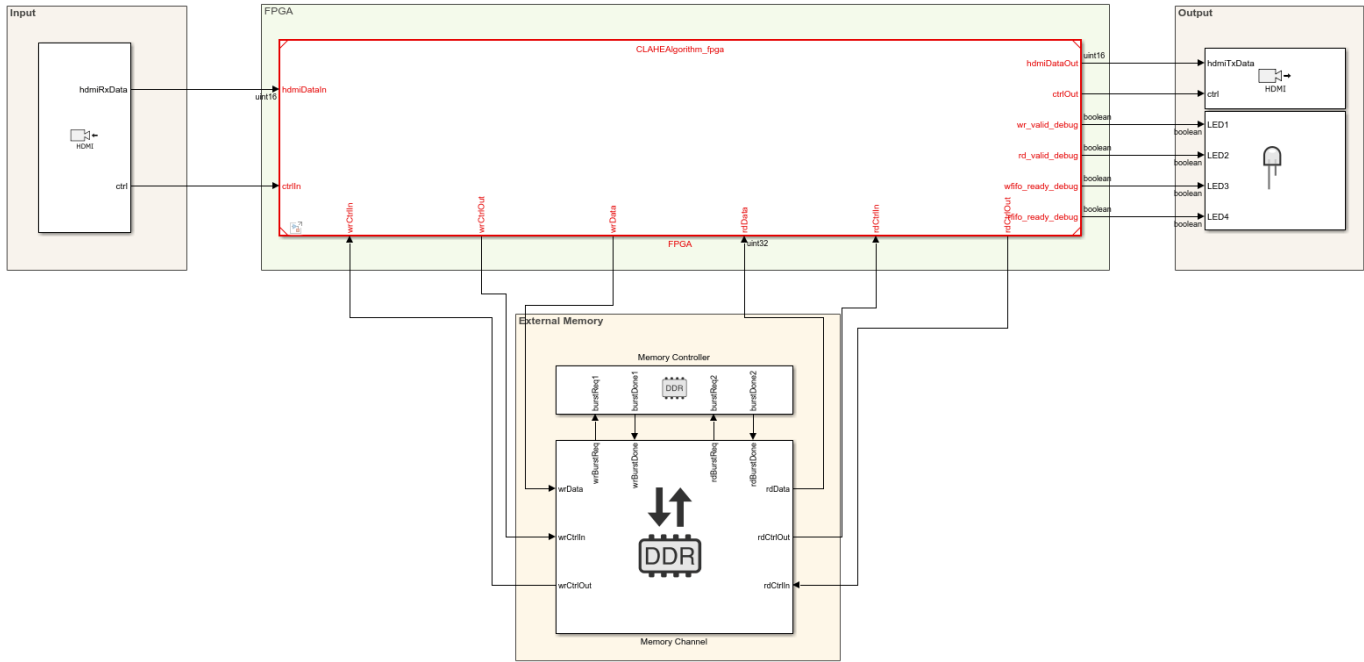 Input
hdmiRxData
HDMI
ctrl
FPGA
CLAHEAlgorithm_fpga
uint16
hdmiDataIn
ctrlIn
hdmiDataOut
uint16
ctrlOut
wr_valid_debug
boolean
rd_valid_debug
boolean
wfifo_ready_debug
boolean
rfifo_ready_debug
boolean
wrCtrlIn
wrCtrlOut
wrData
rdData
rdCtrlIn
rdCtrlOut
FPGA
uint32
Output
hdmiTxData
HDMI
ctrl
boolean
LED1
boolean
LED2
boolean
LED3
boolean
LED4
External Memory
Memory Controller
burstReq1
burstDone1
DDR
burstReq2
burstDone2
wrBurstReq
wrBurstDone
rdBurstReq
rdBurstDone
wrData
rdData
wrCtrlIn
DDR
rdCtrlOut
wrCtrlOut
rdCtrlIn
Memory Channel